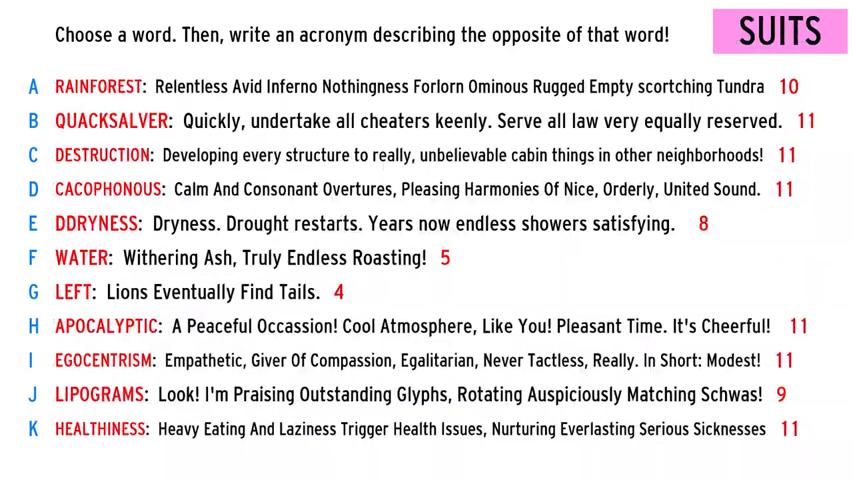 Choose a word. Then, write an acronym describing the opposite of that word!
SUITS
A RAINFOREST: Relentless Avid Inferno Nothingness Forlorn Ominous Rugged Empty scortching Tundra 10
B QUACKSALVER: Quickly, undertake all cheaters keenly. Serve all law very equally reserved. 11
C DESTRUCTION: Developing every structure to really, unbelievable cabin things in other neighborhoods! 11
D CACOPHONOUS: Calm And Consonant Overtures, Pleasing Harmonies Of Nice, Orderly, United Sound. 11
E DDRYNESS: Dryness. Drought restarts. Years now endless showers satisfying. 8
F WATER: Withering Ash, Truly Endless Roasting! 5
G LEFT: Lions Eventually Find Tails. 4
H APOCALYPTIC: A Peaceful Occassion! Cool Atmosphere, Like You! Pleasant Time. It's Cheerful! 11
I EGOCENTRISM: Empathetic, Giver Of Compassion, Egalitarian, Never Tactless, Really. In Short: Modest! 11
J LIPOGRAMS: Look! I'm Praising Outstanding Glyphs, Rotating Auspiciously Matching Schwas! 9
K HEALTHINESS: Heavy Eating And Laziness Trigger Health Issues, Nurturing Everlasting Serious Sicknesses 11